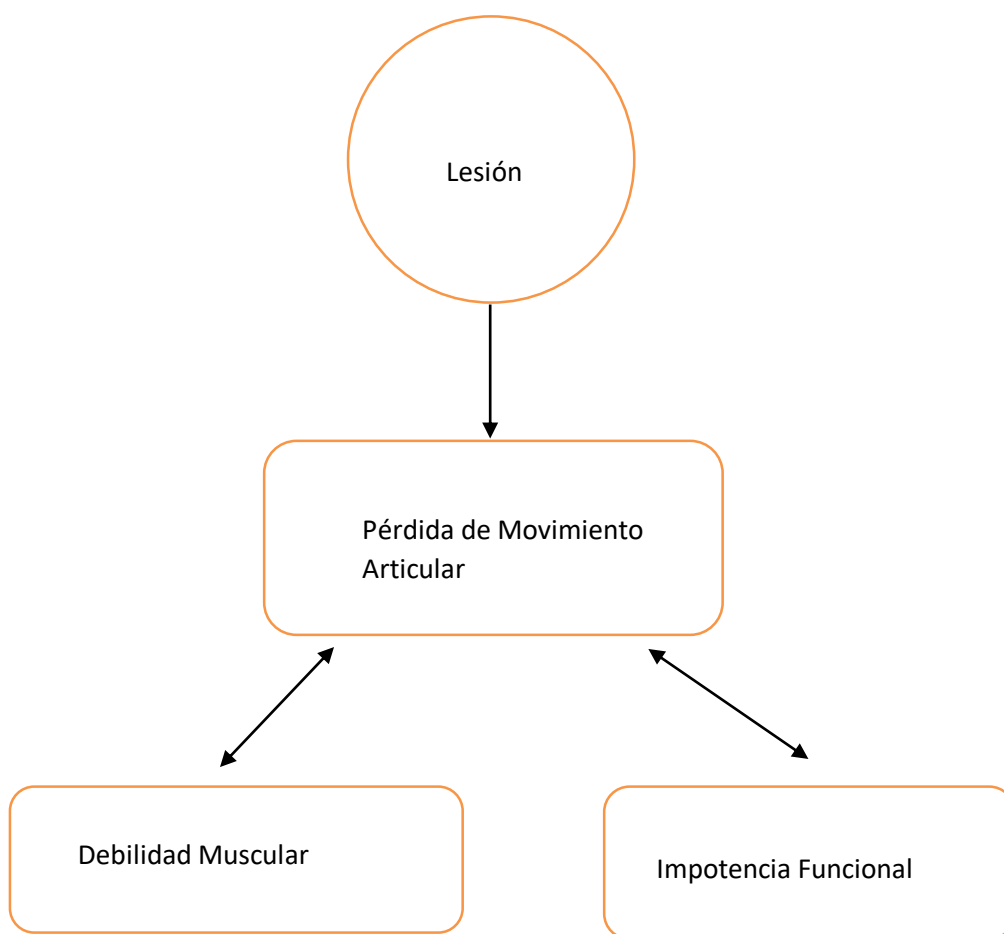 Lesión
Pérdida de Movimiento
Articular
Debilidad Muscular
Impotencia Funcional